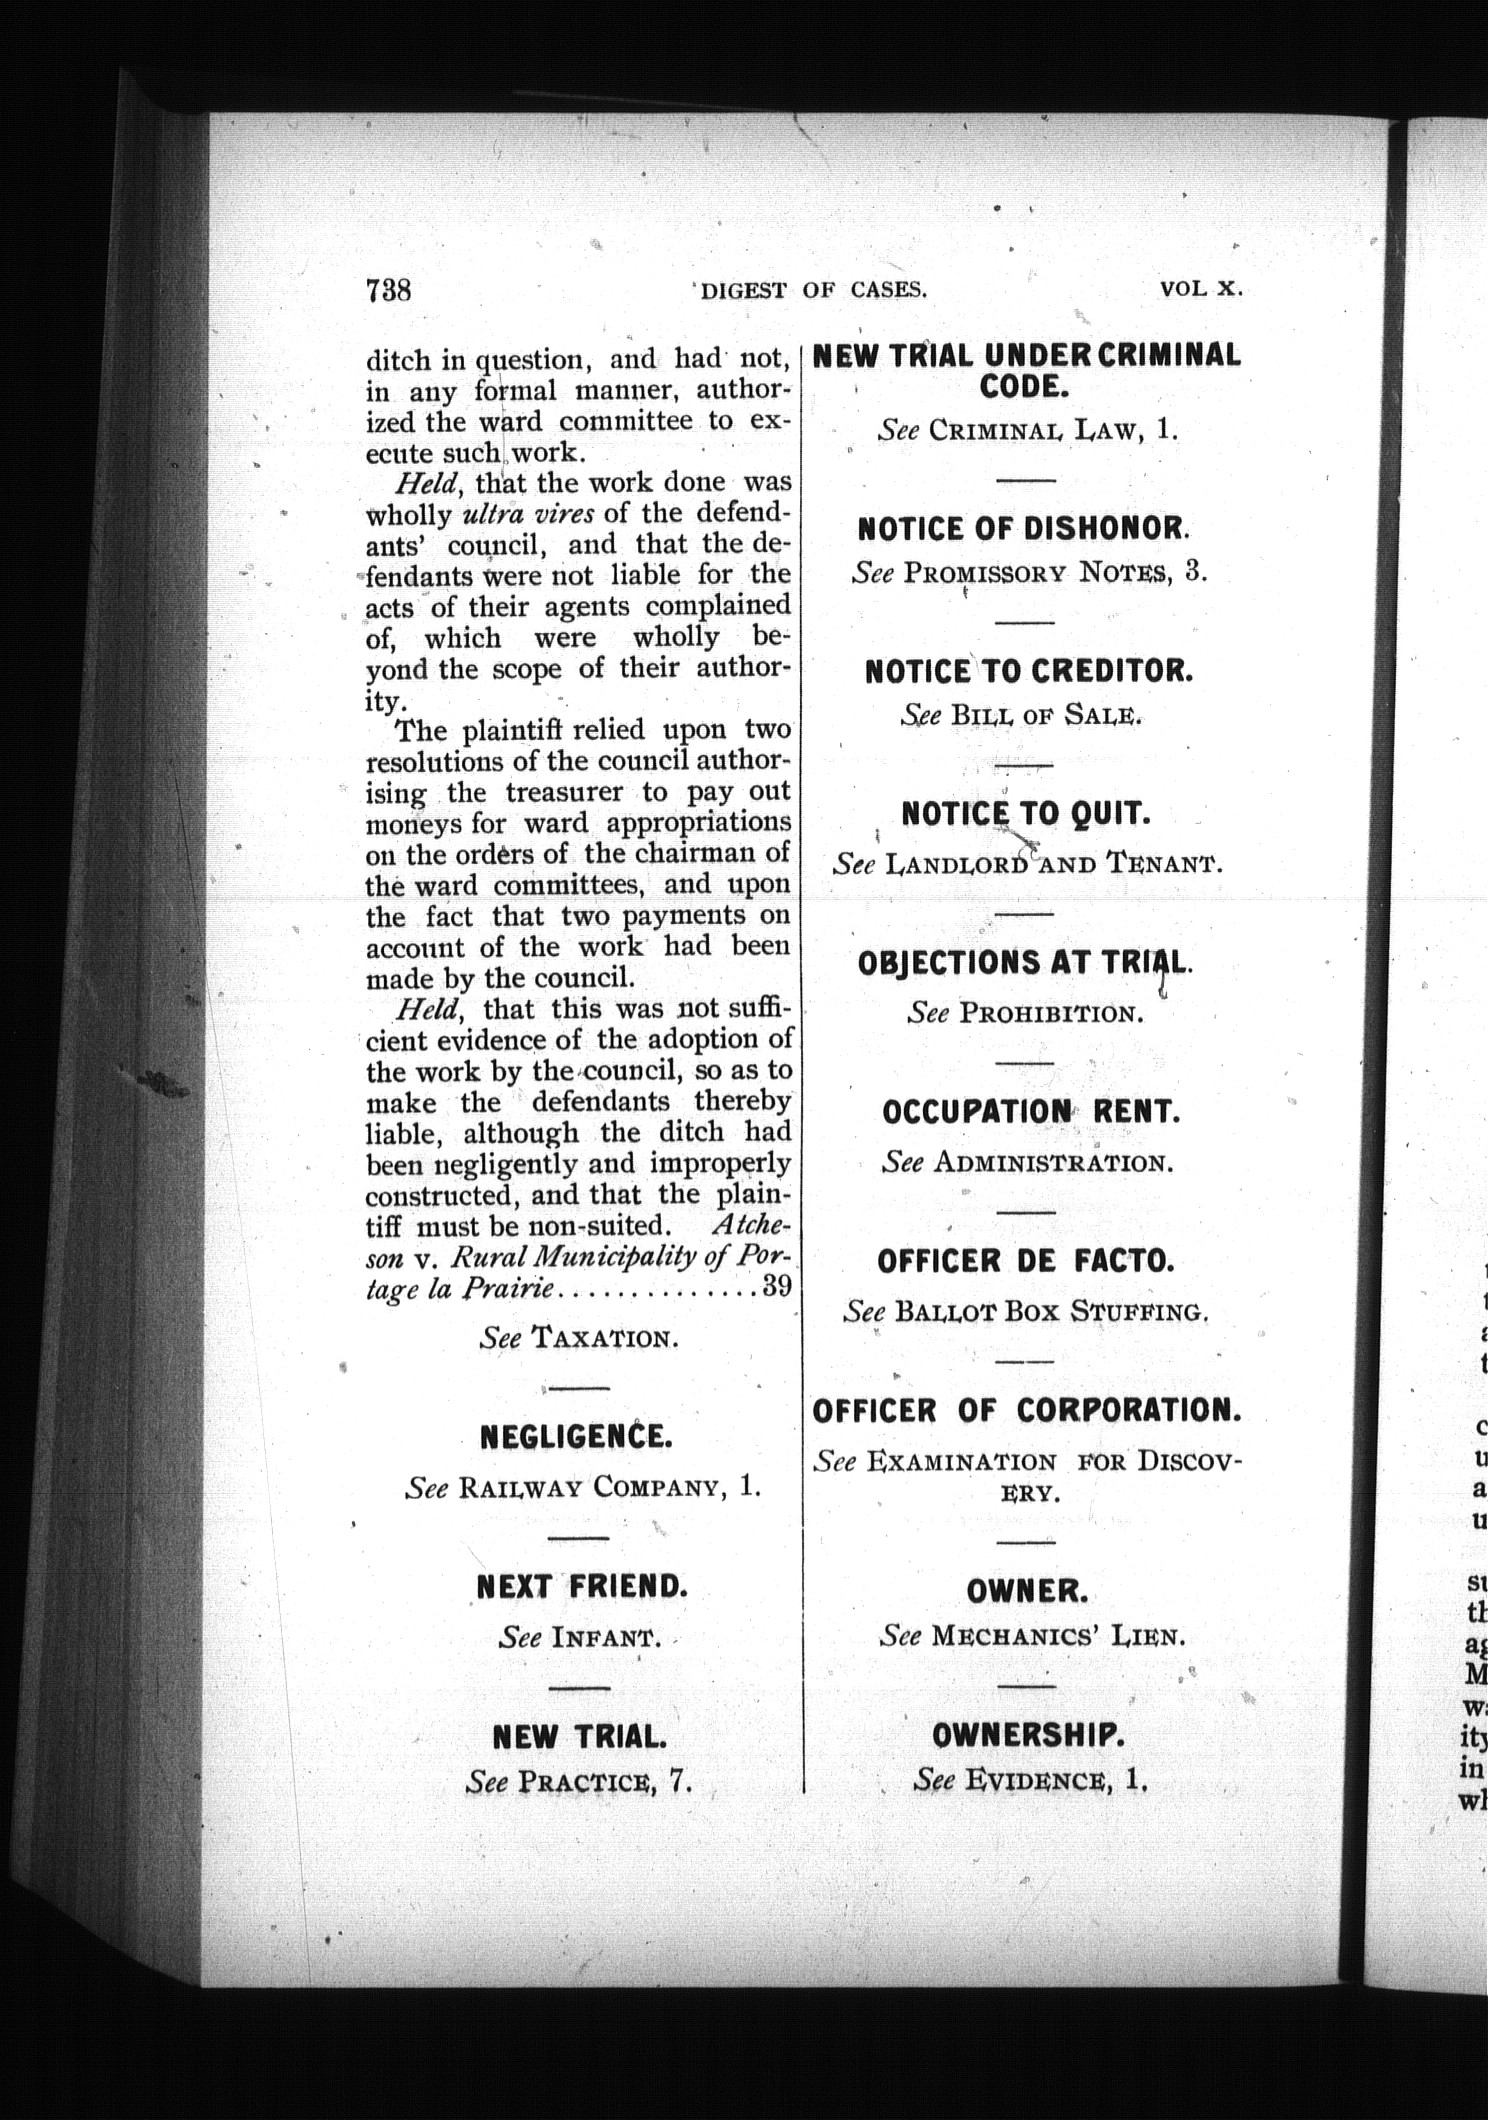 738 DIGEST OF CASES. VOL X.
ditch in question, and had not,
in any formal manner, author-
ized the ward committee to ex-
ecute such work.
Held, that the work done was
wholly ultra vires of the defend-
ants' council, and that the de-
fendants were not liable for the
acts of their agents complained
of, which were wholly be-
yond the scope of their author-
ity.
The plaintiff relied upon two
resolutions of the council author-
ising the treasurer to pay out
moneys for ward appropriations
on the orders of the chairman of
the ward committees, and upon
the fact that two payments on
account of the work had been
made by the council.
Held, that this was not suffi-
cient evidence of the adoption of
the work by the council, so as to
make the defendants thereby
liable, although the ditch had
been negligently and improperly
constructed, and that the plain-
tiff must be non-suited. Atche-
son v. Rural Municipality of Por-
tage la Prairie..............39
See TAXATION.
NEGLIGENCE.
See RAILWAY COMPANY, 1.
NEXT FRIEND.
See INFANT.
NEW TRIAL.
See PRACTICE, 7.
NEW TRIAL UNDER CRIMINAL
CODE.
See CRIMINAL LAW, 1.
NOTICE OF DISHONOR.
See PROMISSORY NOTES, 3.
NOTICE TO CREDITOR.
See BILL OF SALE.
NOTICE TO QUIT.
See LANDLORD AND TENANT.
OBJECTIONS AT TRIAL.
See PROHIBITION.
OCCUPATION RENT.
See ADMINISTRATION.
OFFICER DE FACTO.
See BALLOT BOX STUFFING.
OFFICER OF CORPORATION.
See EXAMINATION FOR DISCOV-
ERY.
OWNER.
See MECHANICS' LIEN.
OWNERSHIP.
See EVIDENCE, 1.